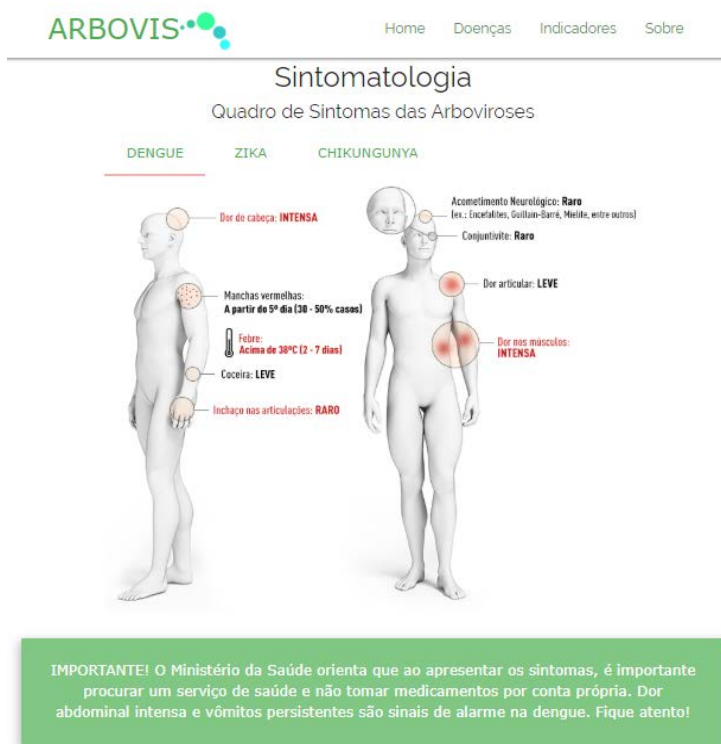 ARBOVIS
Home Doenças Indicadores Sobre
Sintomatologia
Quadro de Sintomas das Arboviroses
DENGUE ZIKA CHIKUNGUNYA
Dor de cabeça: INTENSA
Manchas vermelhas:
A partir do 5º dia (30 - 50% casos)
Febre:
Acima de 38ºC (2 - 7 dias)
Coceira: LEVE
Inchaço nas articulações: RARO
Acometimento Neurológico: Raro
(ex.: Encefalites, Guillain-Barré, Mielite, entre outros)
Conjuntivite: Raro
Dor articular: LEVE
Dor nos músculos:
INTENSA
IMPORTANTE! O Ministério da Saúde orienta que ao apresentar os sintomas, é importante
procurar um serviço de saúde e não tomar medicamentos por conta própria. Dor
abdominal intensa e vômitos persistentes são sinais de alarme na dengue. Fique atento!